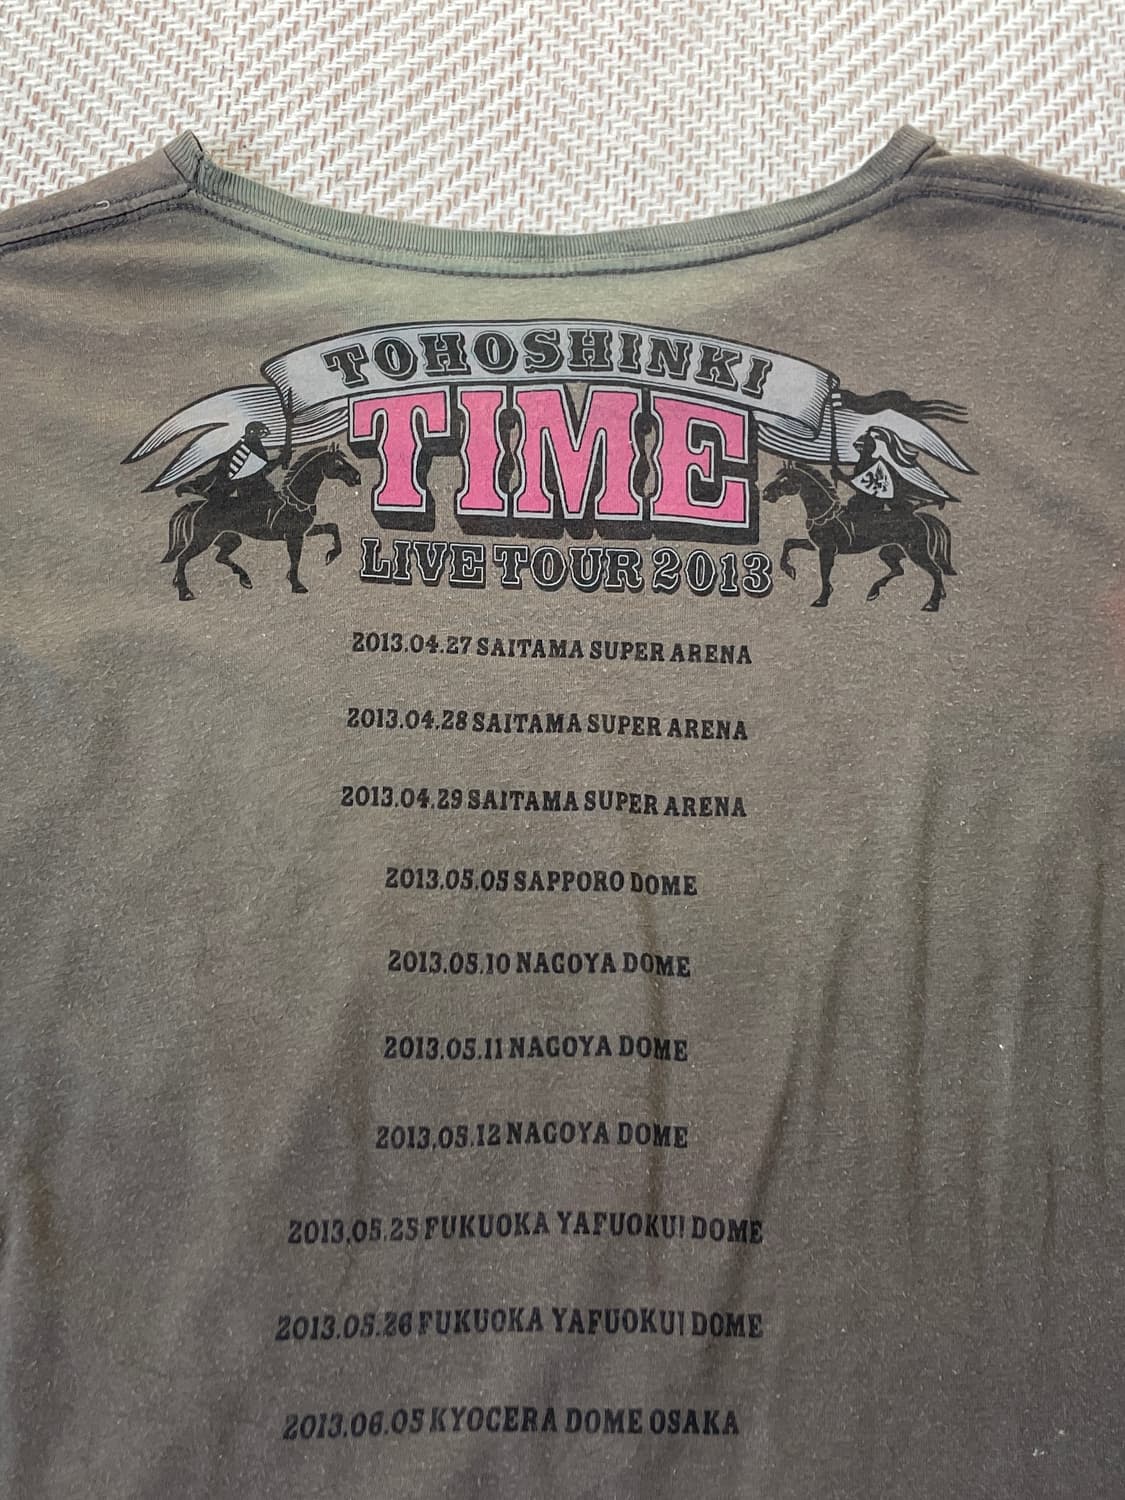 TOHOSHINKI
TIME
LIVE TOUR 2013
2013.04.27 SAITAMA SUPER ARENA
2013.04.28 SAITAMA SUPER ARENA
2013.04.29 SAITAMA SUPER ARENA
2013.05.05 SAPPORO DOME
2013.05.10 NAGOYA DOME
2013.05.11 NAGOYA DOME
2013.05.12 NAGOYA DOME
2013.05.25 FUKUOKA YAFUOKU! DOME
2013.05.26 FUKUOKA YAFUOKU! DOME
2013.06.05 KYOCERA DOME OSAKA